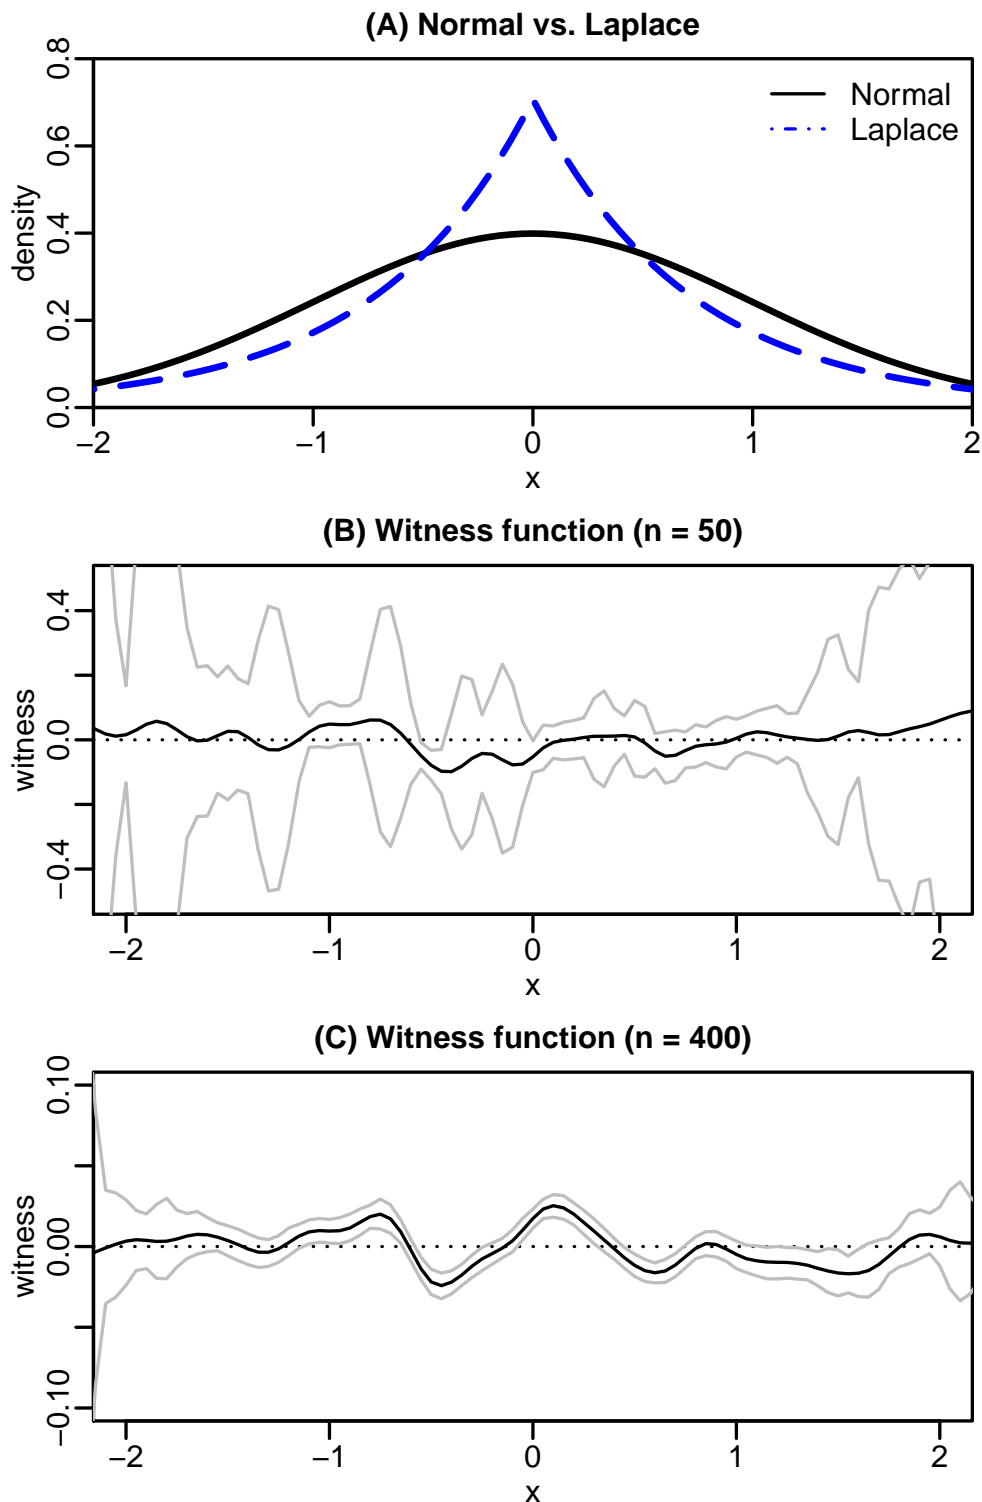 (A) Normal vs. Laplace
0.8
0.6
0.4
0.2
0.0
density
Normal
Laplace
−2 −1 0 1 2
x
(B) Witness function (n = 50)
0.4
0.0
−0.4
witness
−2 −1 0 1 2
x
(C) Witness function (n = 400)
0.10
0.00
−0.10
witness
−2 −1 0 1 2
x